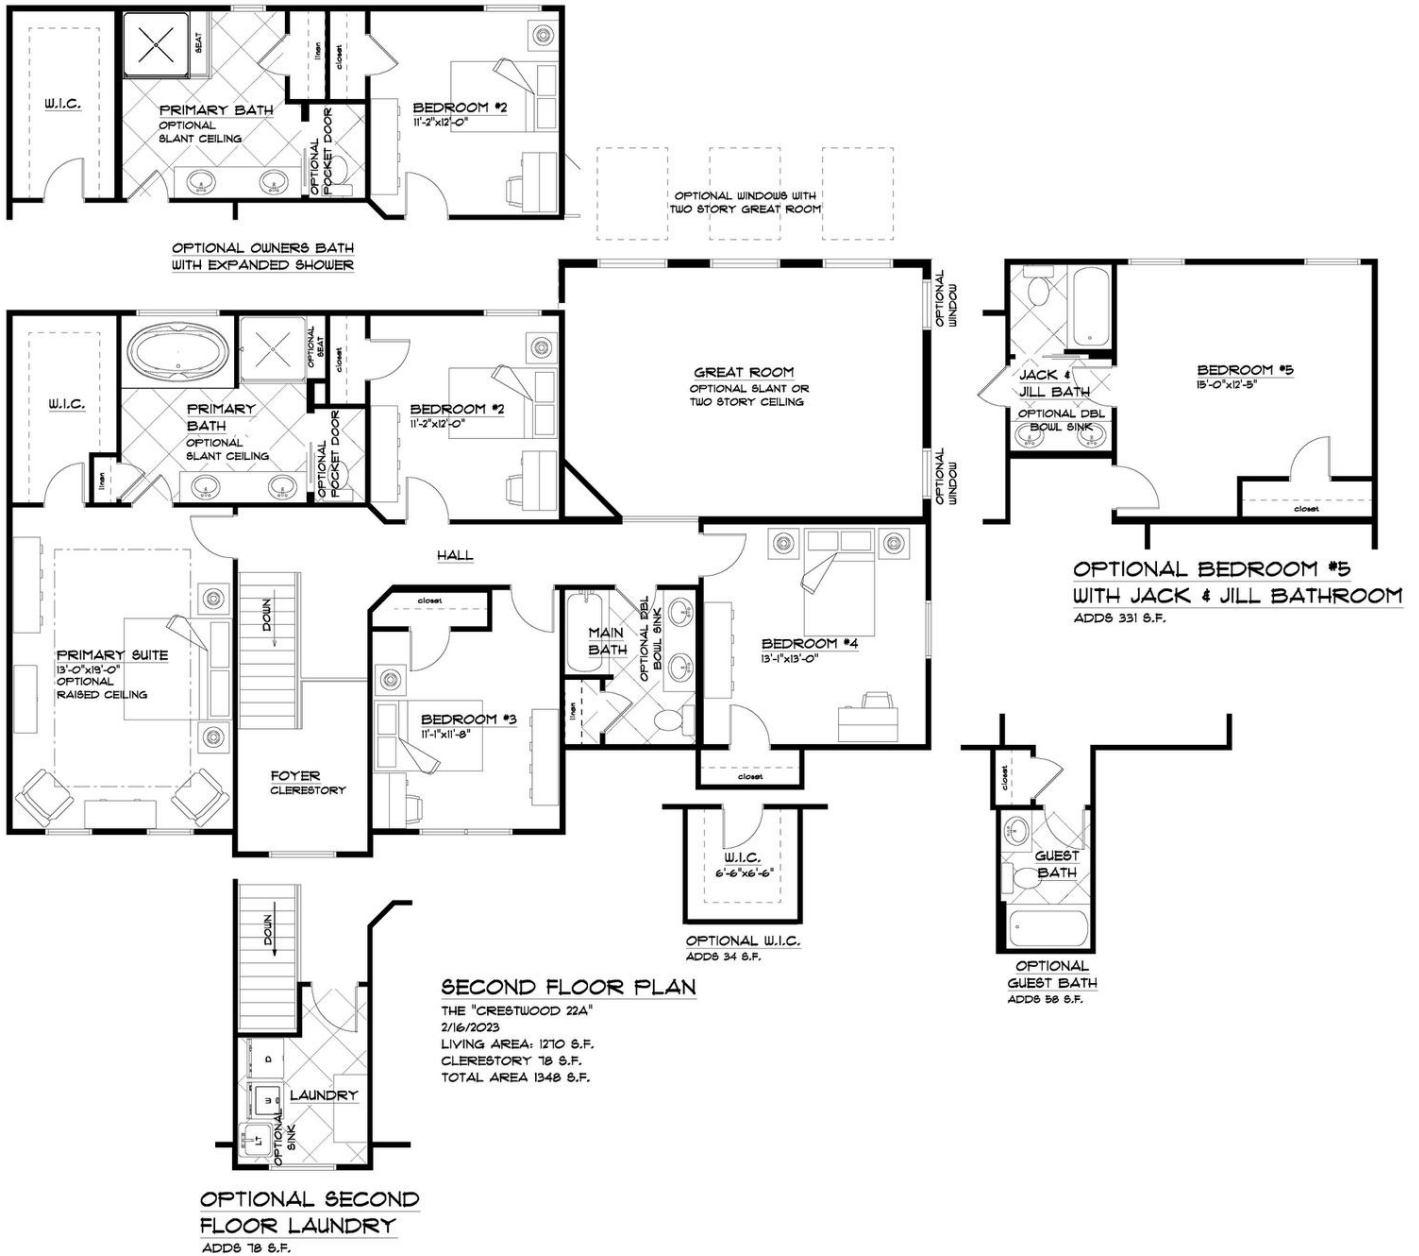 W.I.C.
SEAT
PRIMARY BATH
OPTIONAL
SLANT CEILING
linen
closet
OPTIONAL
POCKET DOOR
BEDROOM #2
11'-2"x12'-0"
OPTIONAL OWNERS BATH
WITH EXPANDED SHOWER
OPTIONAL WINDOWS WITH
TWO STORY GREAT ROOM
W.I.C.
linen
PRIMARY
BATH
OPTIONAL
SLANT CEILING
OPTIONAL
SEAT
closet
OPTIONAL
POCKET DOOR
BEDROOM #2
11'-2"x12'-0"
GREAT ROOM
OPTIONAL SLANT OR
TWO STORY CEILING
OPTIONAL
WINDOW
OPTIONAL
WINDOW
JACK &
JILL BATH
OPTIONAL DBL
BOWL SINK
BEDROOM #5
15'-0"x12'-5"
closet
OPTIONAL BEDROOM #5
WITH JACK & JILL BATHROOM
ADDS 331 S.F.
HALL
DOWN
PRIMARY SUITE
13'-0"x19'-0"
OPTIONAL
RAISED CEILING
FOYER
CLERESTORY
closet
BEDROOM #3
11'-1"x11'-8"
MAIN
BATH
OPTIONAL DBL
BOWL SINK
linen
BEDROOM #4
13'-1"x13'-0"
closet
W.I.C.
6'-6"x6'-6"
OPTIONAL W.I.C.
ADDS 34 S.F.
closet
GUEST
BATH
OPTIONAL
GUEST BATH
ADDS 58 S.F.
DOWN
D
W
LT
OPTIONAL
SINK
LAUNDRY
OPTIONAL SECOND
FLOOR LAUNDRY
ADDS 78 S.F.
SECOND FLOOR PLAN
THE "CRESTWOOD 22A"
2/16/2023
LIVING AREA: 1270 S.F.
CLERESTORY 78 S.F.
TOTAL AREA 1348 S.F.